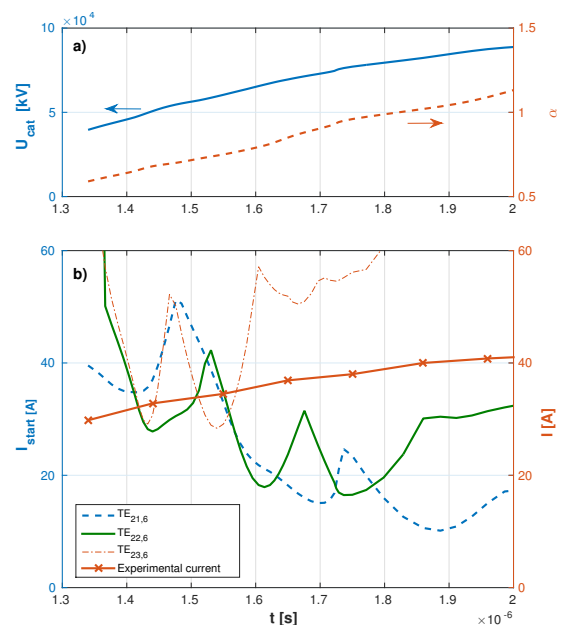 ×10⁴
10
5
0
a)
1.5
1
0.5
U_cat [kV]
α
1.3 1.4 1.5 1.6 1.7 1.8 1.9 2
60
40
20
0
b)
60
40
20
0
I_start [A]
I [A]
TE_21,6
TE_22,6
TE_23,6
Experimental current
1.3 1.4 1.5 1.6 1.7 1.8 1.9 2
t [s]
×10⁻⁶